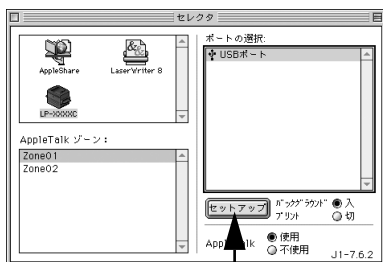 セレクタ
AppleShare
LaserWriter 8
LP-XXXXC
AppleTalk ゾーン：
Zone01
Zone02
ポートの選択:
USBポート
セットアップ
バックグラウンド
プリント
入
切
AppleTalk
使用
不使用
J1-7.6.2